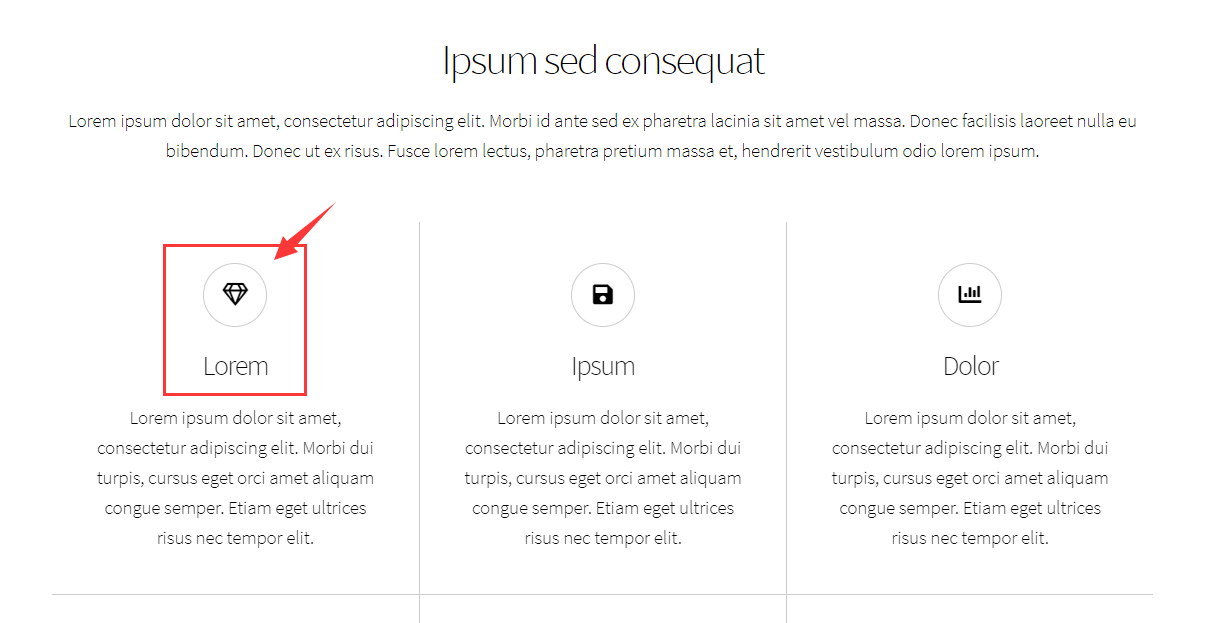 Ipsum sed consequat
Lorem ipsum dolor sit amet, consectetur adipiscing elit. Morbi id ante sed ex pharetra lacinia sit amet vel massa. Donec facilisis laoreet nulla eu
bibendum. Donec ut ex risus. Fusce lorem lectus, pharetra pretium massa et, hendrerit vestibulum odio lorem ipsum.
Lorem
Lorem ipsum dolor sit amet,
consectetur adipiscing elit. Morbi dui
turpis, cursus eget orci amet aliquam
congue semper. Etiam eget ultrices
risus nec tempor elit.
Ipsum
Lorem ipsum dolor sit amet,
consectetur adipiscing elit. Morbi dui
turpis, cursus eget orci amet aliquam
congue semper. Etiam eget ultrices
risus nec tempor elit.
Dolor
Lorem ipsum dolor sit amet,
consectetur adipiscing elit. Morbi dui
turpis, cursus eget orci amet aliquam
congue semper. Etiam eget ultrices
risus nec tempor elit.